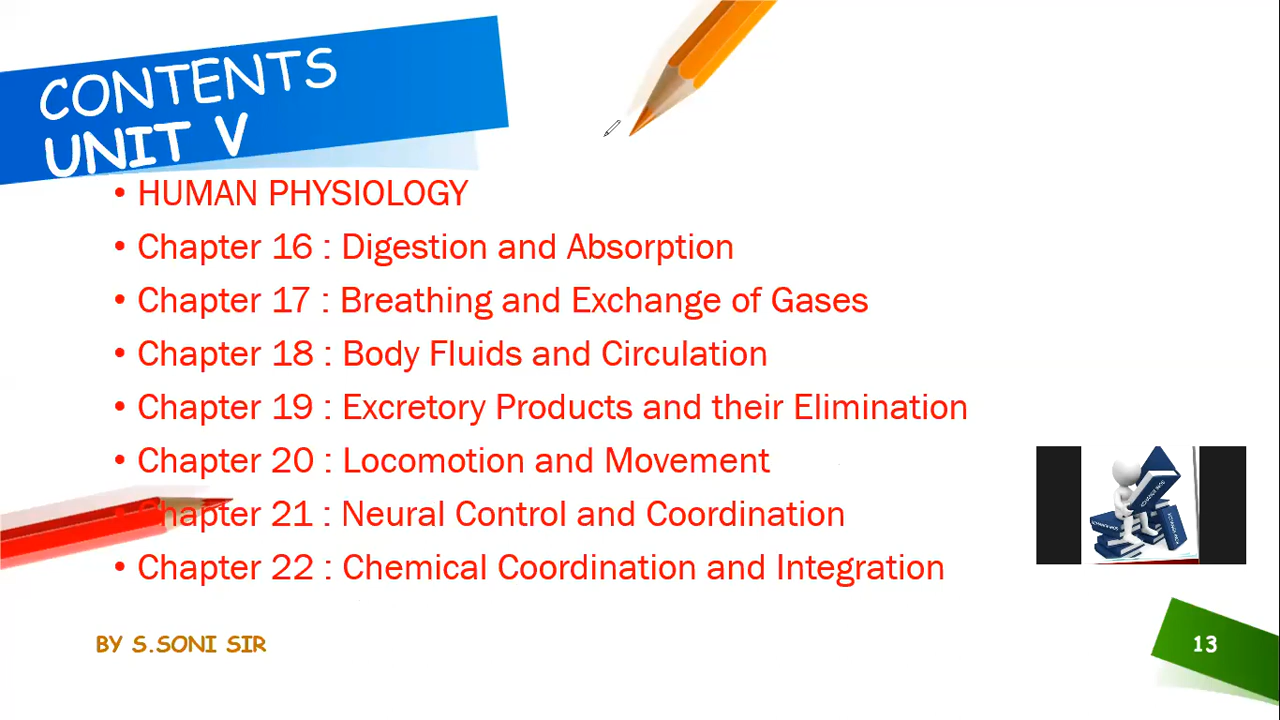 CONTENTS
UNIT V
• HUMAN PHYSIOLOGY
• Chapter 16 : Digestion and Absorption
• Chapter 17 : Breathing and Exchange of Gases
• Chapter 18 : Body Fluids and Circulation
• Chapter 19 : Excretory Products and their Elimination
• Chapter 20 : Locomotion and Movement
• Chapter 21 : Neural Control and Coordination
• Chapter 22 : Chemical Coordination and Integration
BY S.SONI SIR
13